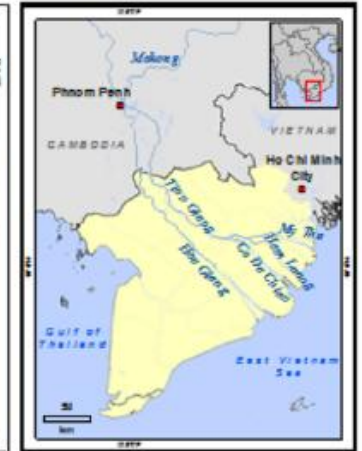 Mekong
Phnom Penh
CAMBODIA
VIETNAM
Ho Chi Minh
City
Tien Giang
My Tho
Ham Luong
Co Da Chien
Hau Giang
Gulf of
Thailand
East Vietnam
Sea
50
km